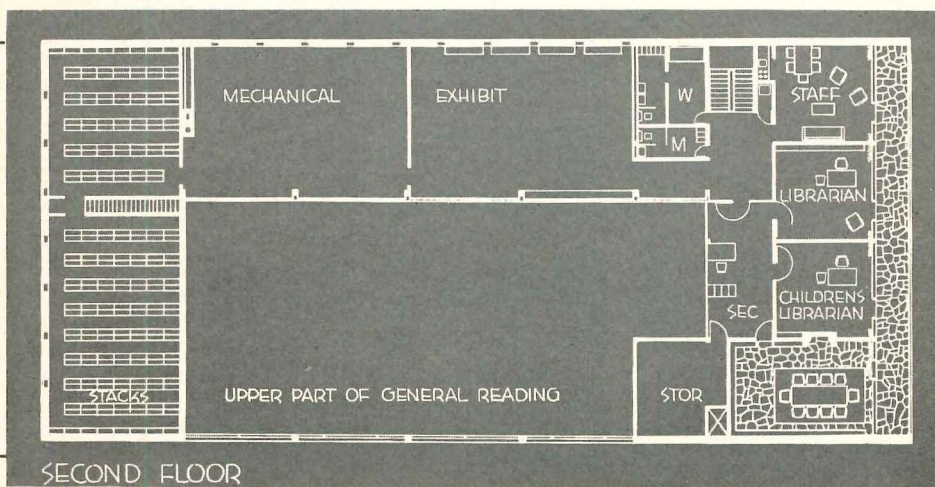 MECHANICAL
EXHIBIT
W
M
STAFF
LIBRARIAN
CHILDRENS
LIBRARIAN
SEC
STACKS
UPPER PART OF GENERAL READING
STOR
SECOND FLOOR